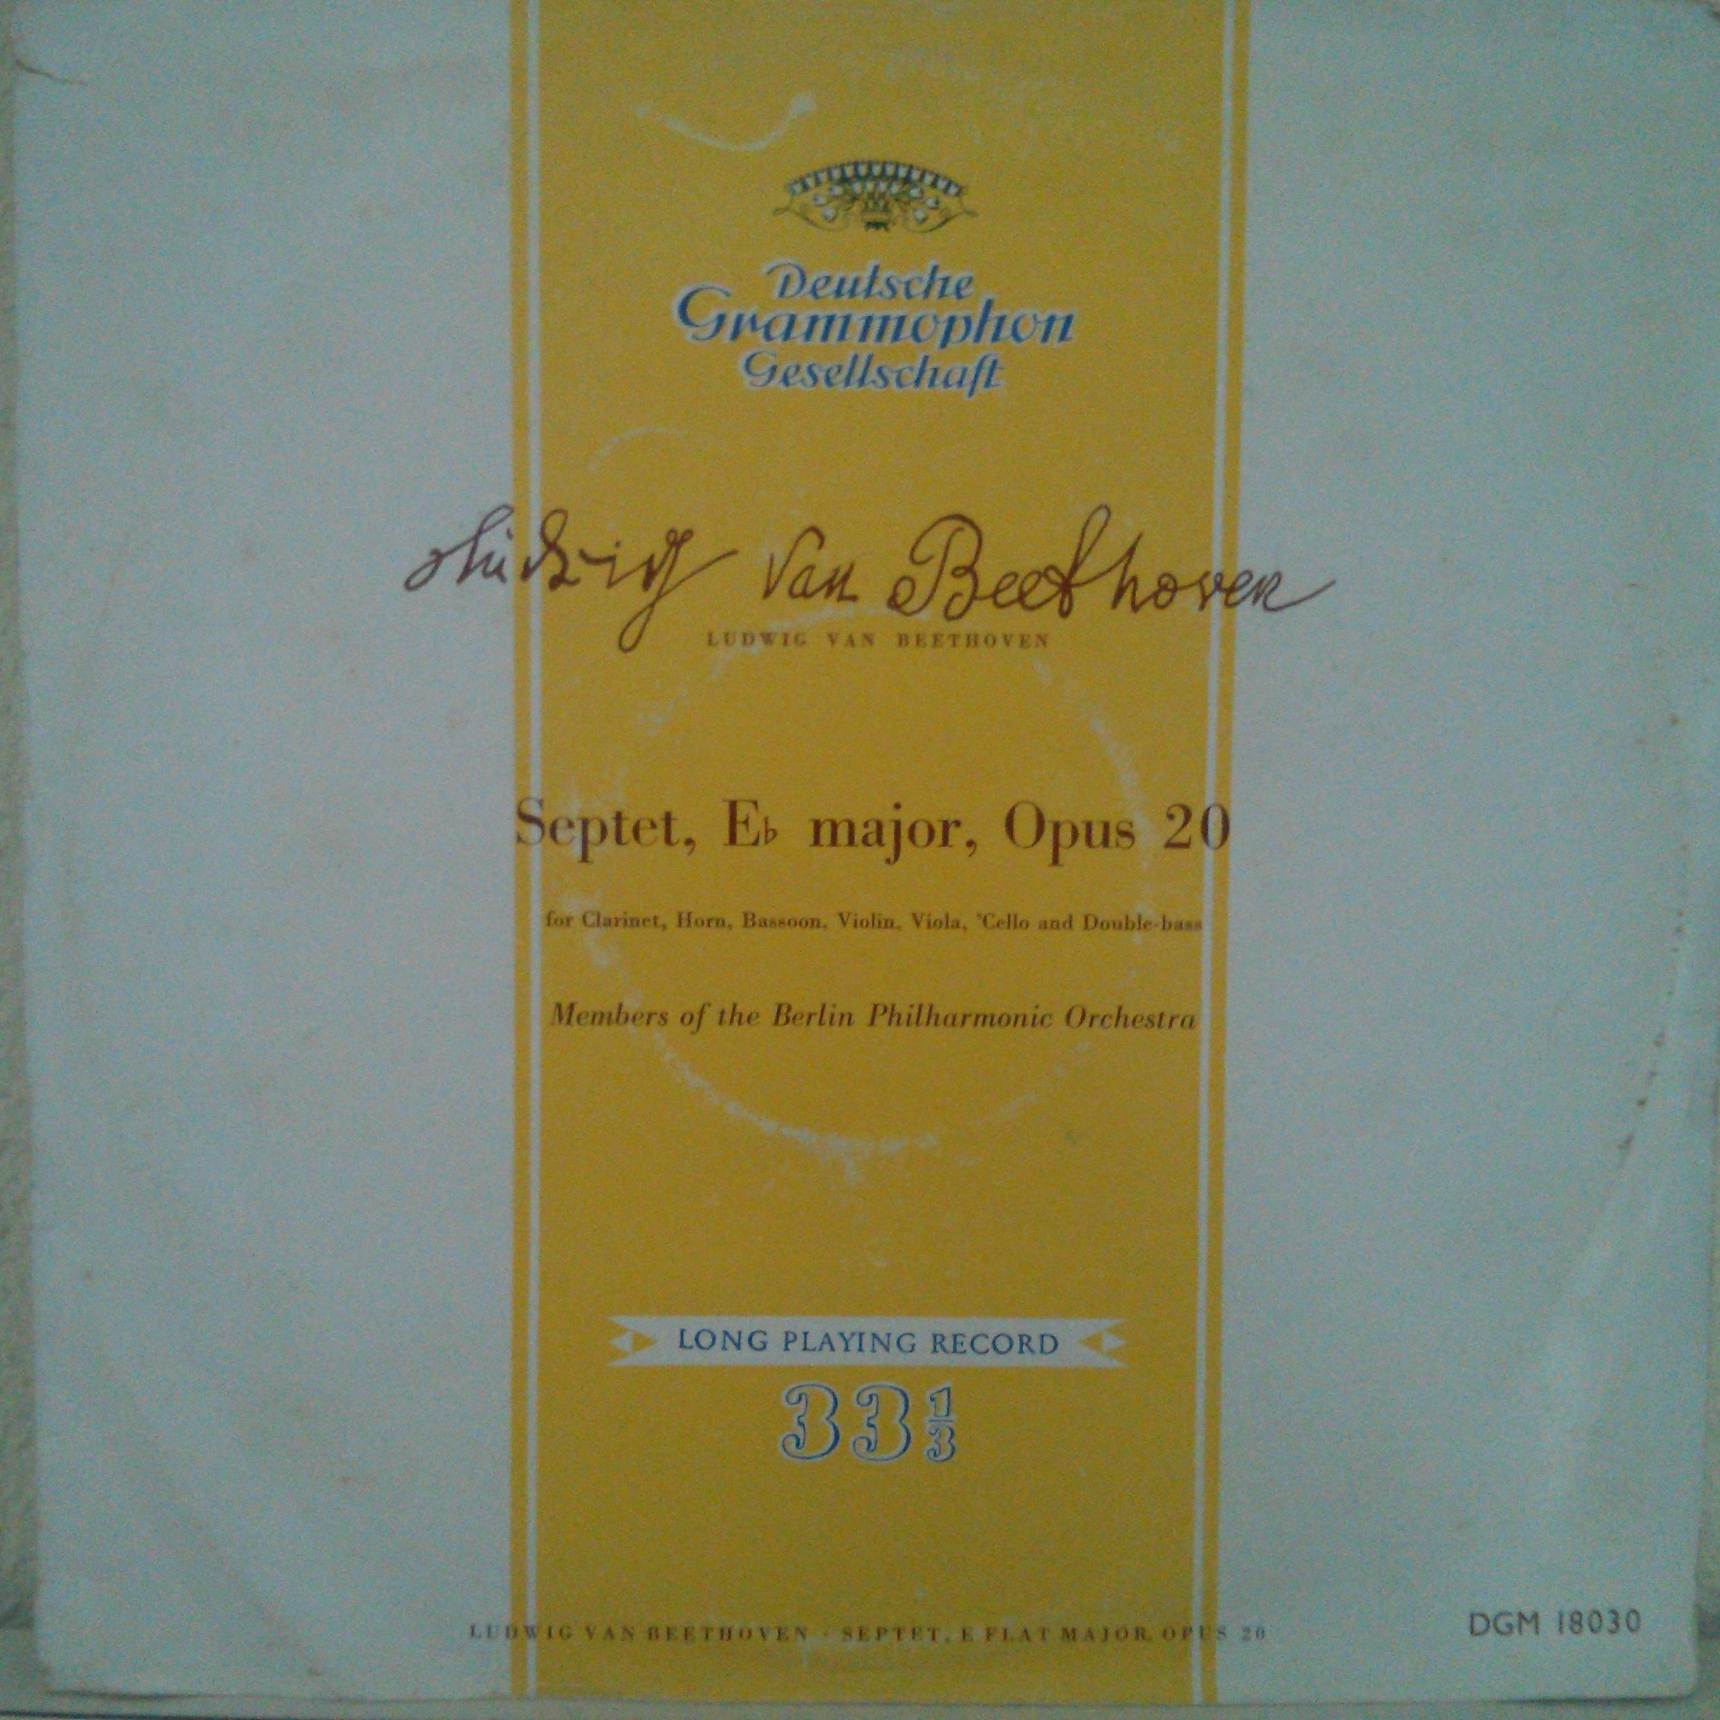 Deutsche
Grammophon
Gesellschaft
Ludwig Van Beethoven
LUDWIG VAN BEETHOVEN
Septet, E♭ major, Opus 20
for Clarinet, Horn, Bassoon, Violin, Viola, 'Cello and Double-bass
Members of the Berlin Philharmonic Orchestra
LONG PLAYING RECORD
33⅓
LUDWIG VAN BEETHOVEN · SEPTET, E FLAT MAJOR, OPUS 20
DGM 18030